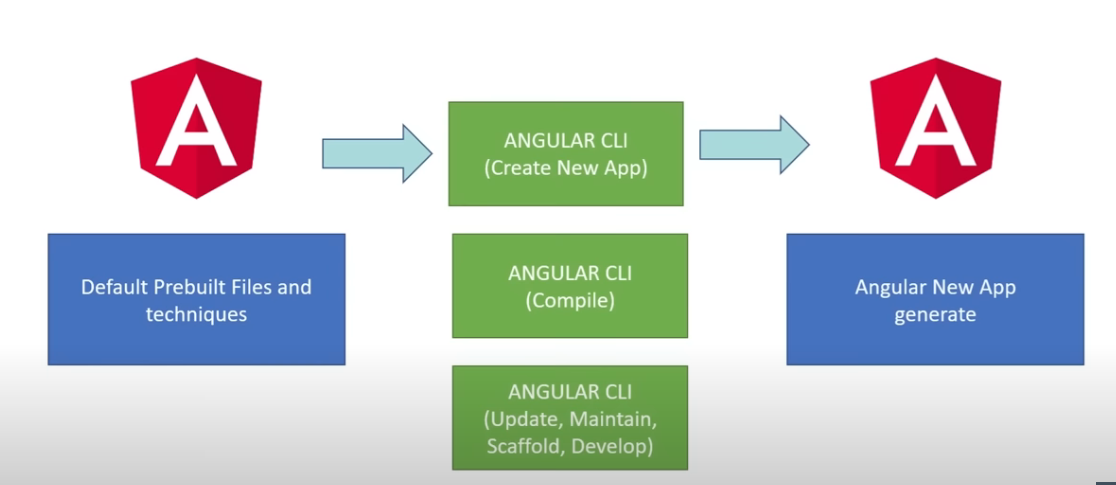 ANGULAR CLI
(Create New App)
Default Prebuilt Files and
techniques
ANGULAR CLI
(Compile)
Angular New App
generate
ANGULAR CLI
(Update, Maintain,
Scaffold, Develop)